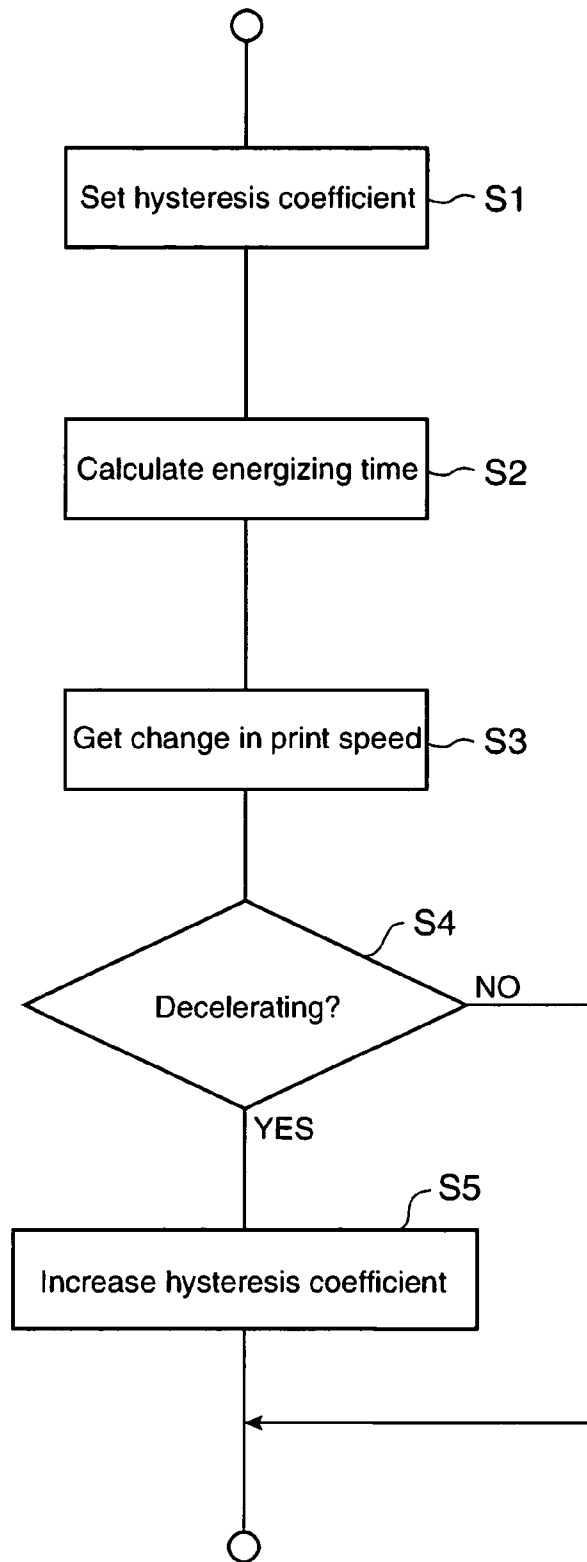 Set hysteresis coefficient
S1
Calculate energizing time
S2
Get change in print speed
S3
S4
Decelerating?
NO
YES
S5
Increase hysteresis coefficient